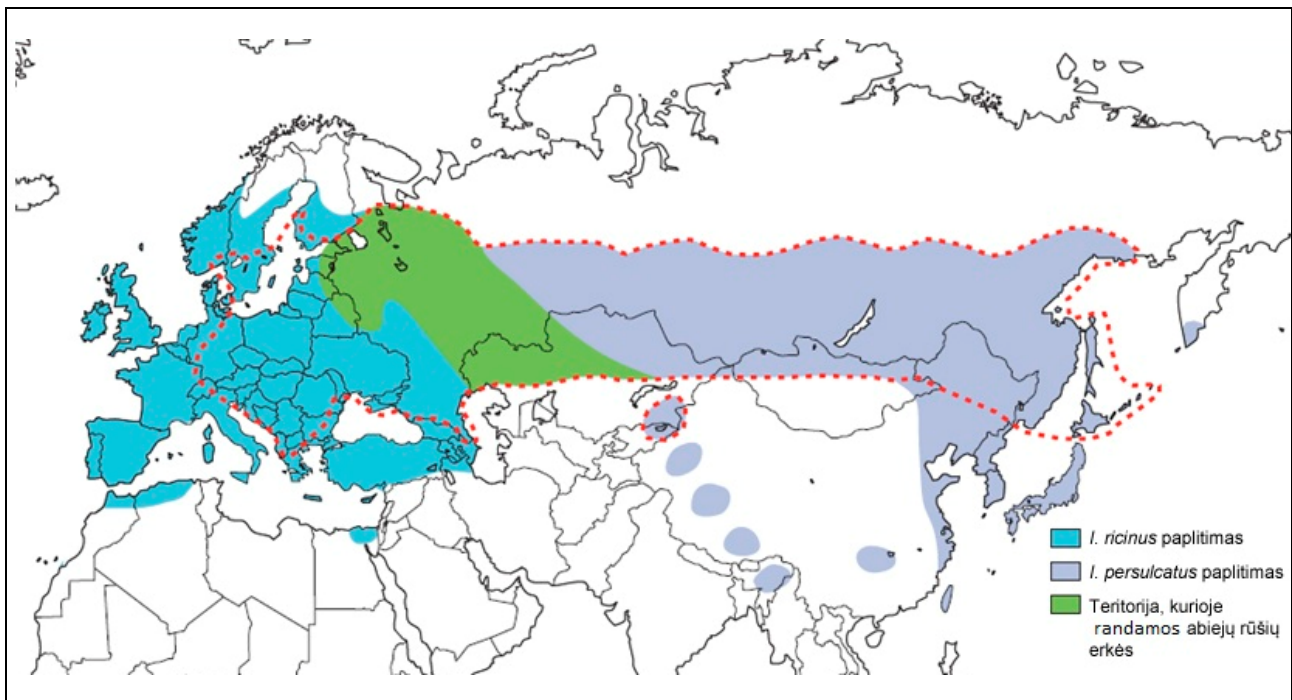 I. ricinus paplitimas
I. persulcatus paplitimas
Teritorija, kurioje
randamos abiejų rūšių
erkės